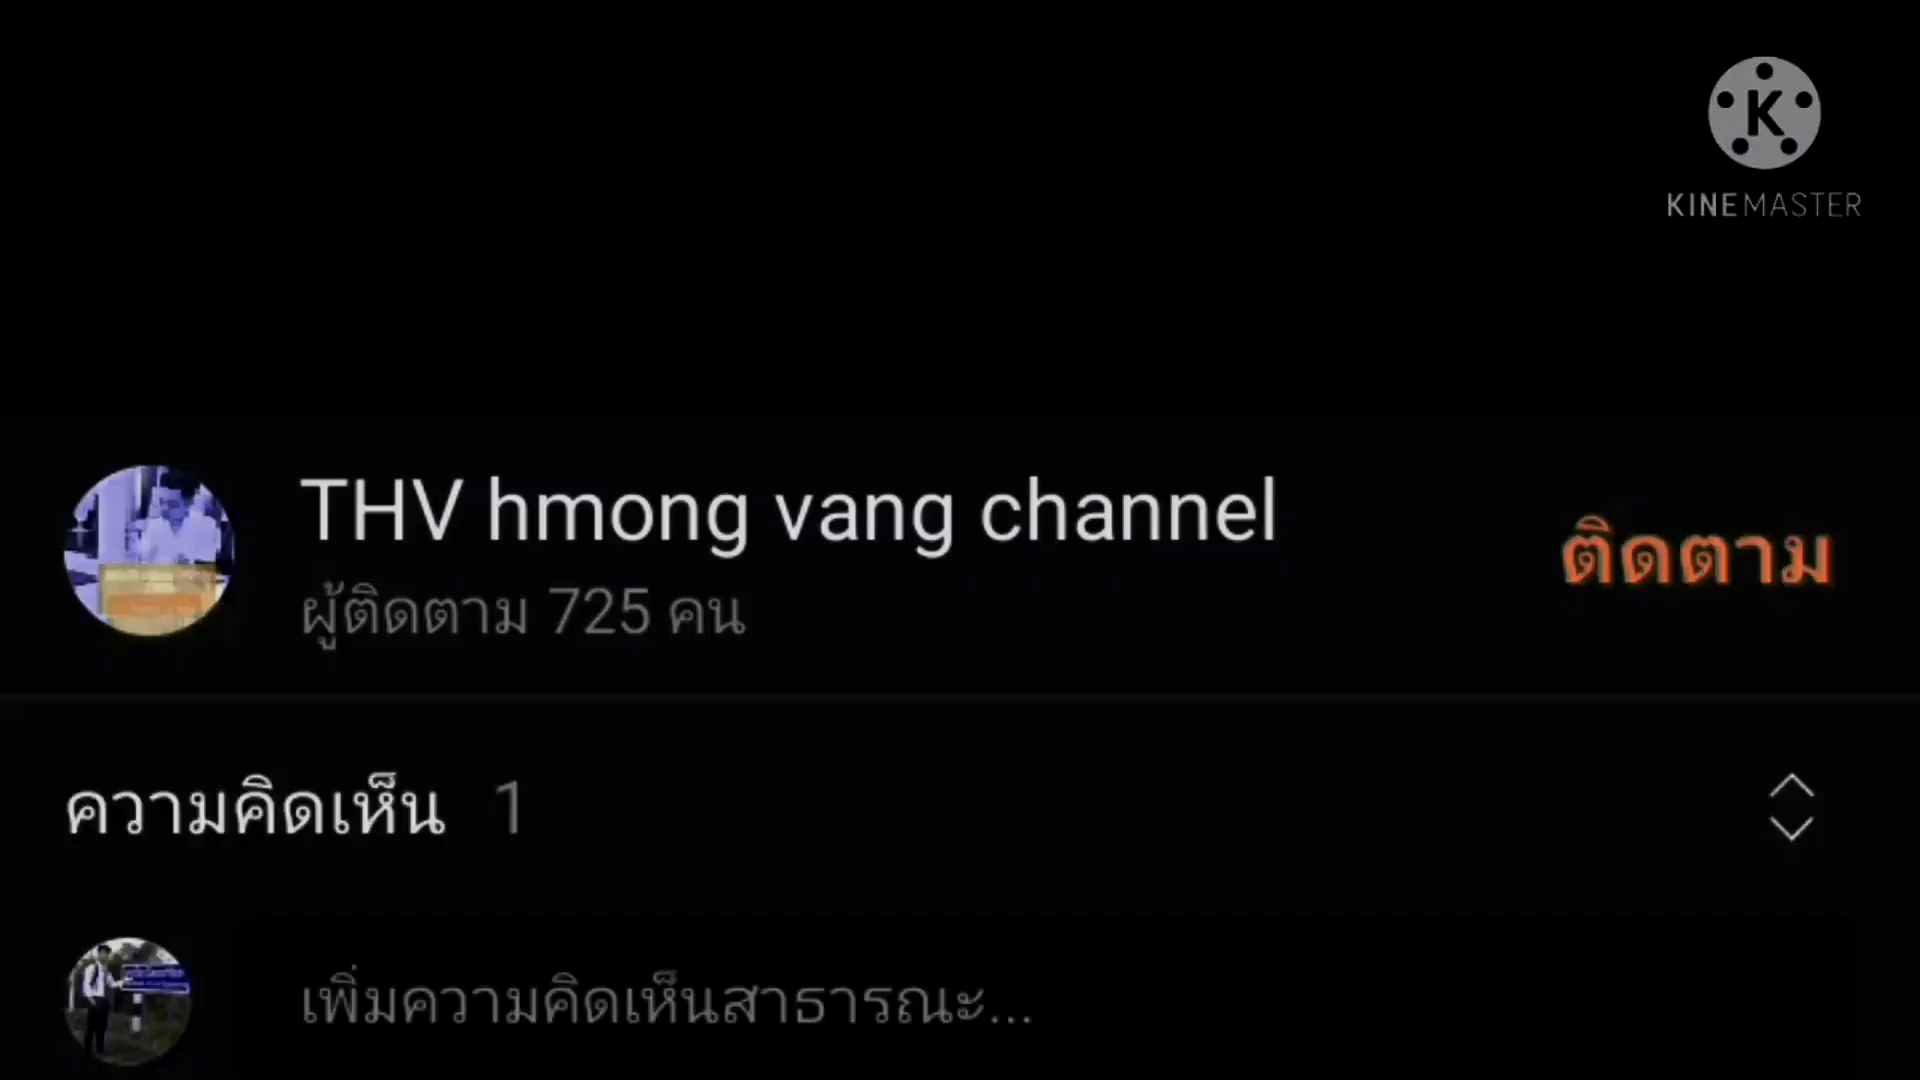 K
KINEMASTER
THV hmong vang channel
ติดตาม
ผู้ติดตาม 725 คน
ความคิดเห็น 1
เพิ่มความคิดเห็นสาธารณะ...